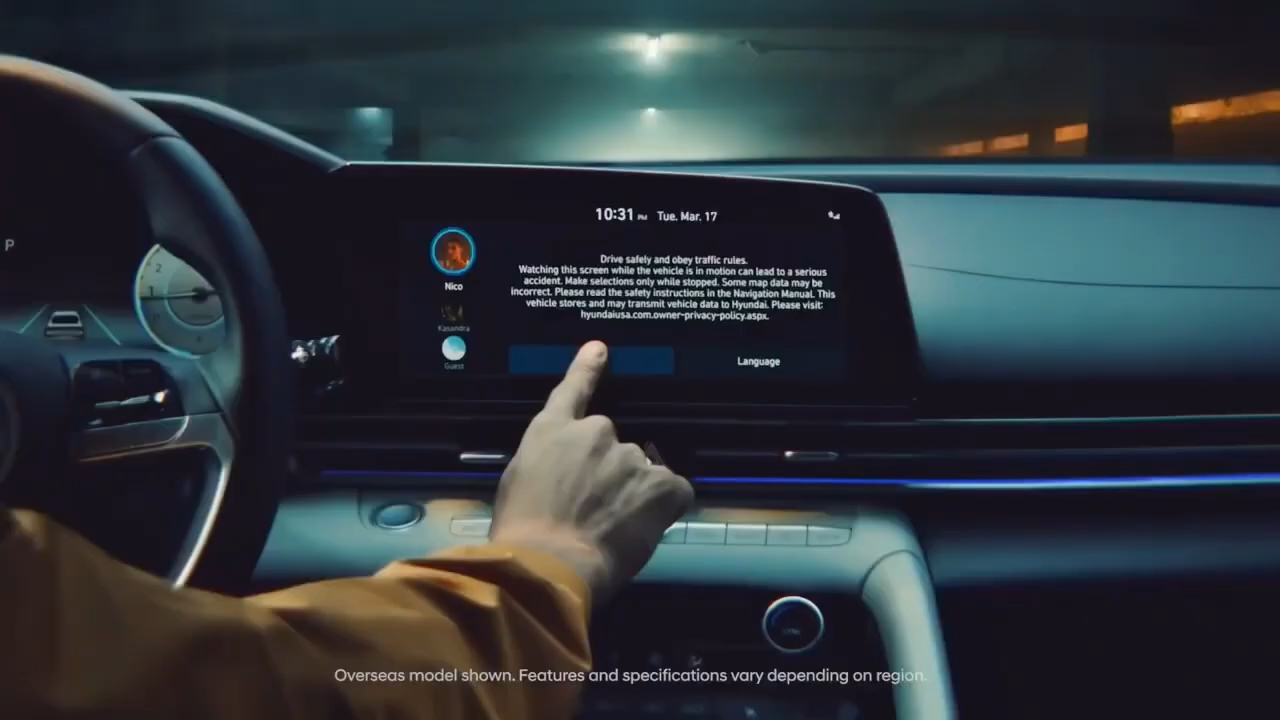 10:31 PM Tue. Mar. 17
P
Drive safely and obey traffic rules.
Watching this screen while the vehicle is in motion can lead to a serious
accident. Make selections only while stopped. Some map data may be
incorrect. Please read the safety instructions in the Navigation Manual. This
vehicle stores and may transmit vehicle data to Hyundai. Please visit:
hyundaiusa.com.owner-privacy-policy.aspx.
Nico
Kasandra
Guest
Language
2
1
0
SYNC
Overseas model shown. Features and specifications vary depending on region.